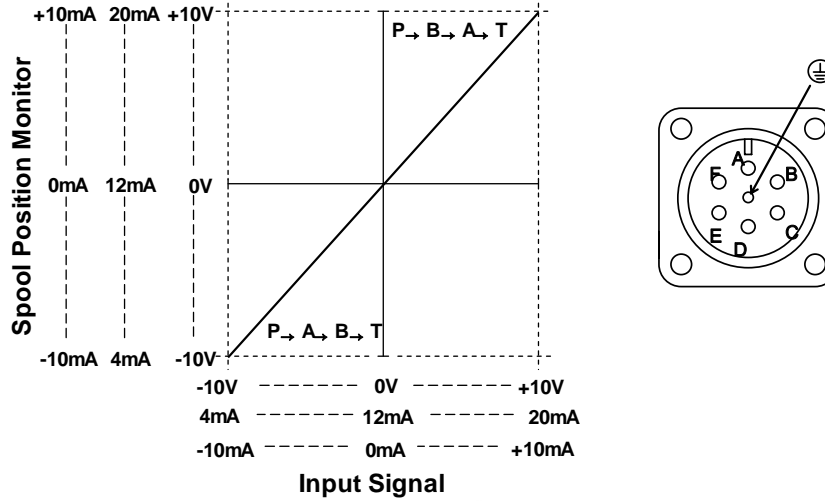 +10mA 20mA +10V
P→ B→ A→ T
0mA 12mA 0V
P→ A→ B→ T
-10mA 4mA -10V
-10V 0V +10V
4mA 12mA 20mA
-10mA 0mA +10mA
Input Signal
Spool Position Monitor
A
F B
E C
D